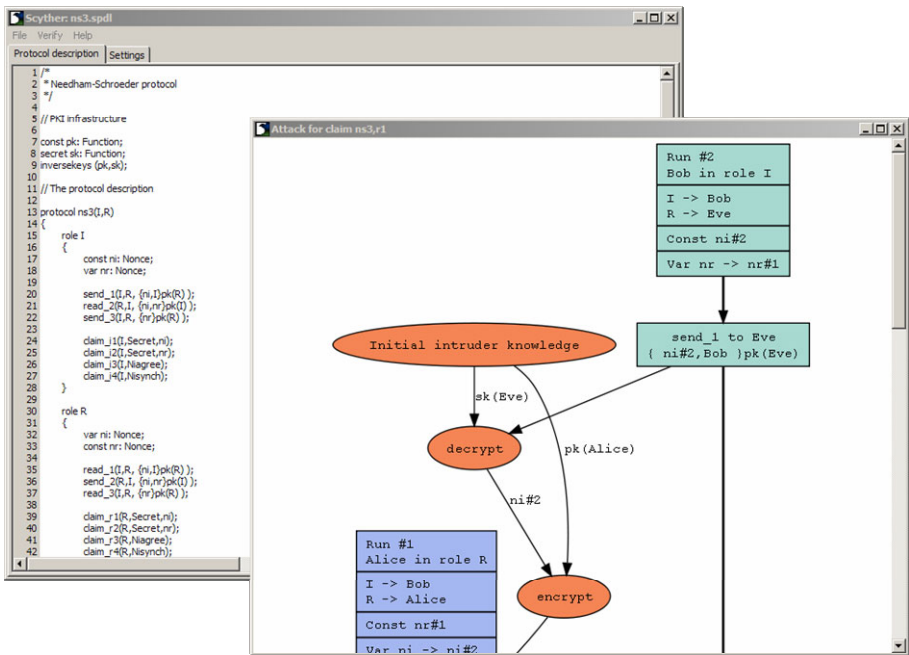 Scyther: ns3.spdl
File Verify Help
Protocol description Settings
1 /*
2 * Needham-Schroeder protocol
3 */
4
5 // PKI infrastructure
6
7 const pk: Function;
8 secret sk: Function;
9 inversekeys (pk,sk);
10
11 // The protocol description
12
13 protocol ns3(I,R)
14 {
15 role I
16 {
17 const ni: Nonce;
18 var nr: Nonce;
19
20 send_1(I,R, {ni,I}pk(R) );
21 read_2(R,I, {ni,nr}pk(I) );
22 send_3(I,R, {nr}pk(R) );
23
24 claim_i1(I,Secret,ni);
25 claim_i2(I,Secret,nr);
26 claim_i3(I,Niagree);
27 claim_i4(I,Nisynch);
28 }
29
30 role R
31 {
32 var ni: Nonce;
33 const nr: Nonce;
34
35 read_1(I,R, {ni,I}pk(R) );
36 send_2(R,I, {ni,nr}pk(I) );
37 read_3(I,R, {nr}pk(R) );
38
39 claim_r1(R,Secret,ni);
40 claim_r2(R,Secret,nr);
41 claim_r3(R,Niagree);
42 claim_r4(R,Nisynch);
Attack for claim ns3,r1
Run #2
Bob in role I
I -> Bob
R -> Eve
Const ni#2
Var nr -> nr#1
Initial intruder knowledge
send_1 to Eve
{ ni#2,Bob }pk(Eve)
sk(Eve)
decrypt
pk(Alice)
ni#2
Run #1
Alice in role R
I -> Bob
R -> Alice
Const nr#1
Var ni -> ni#2
encrypt